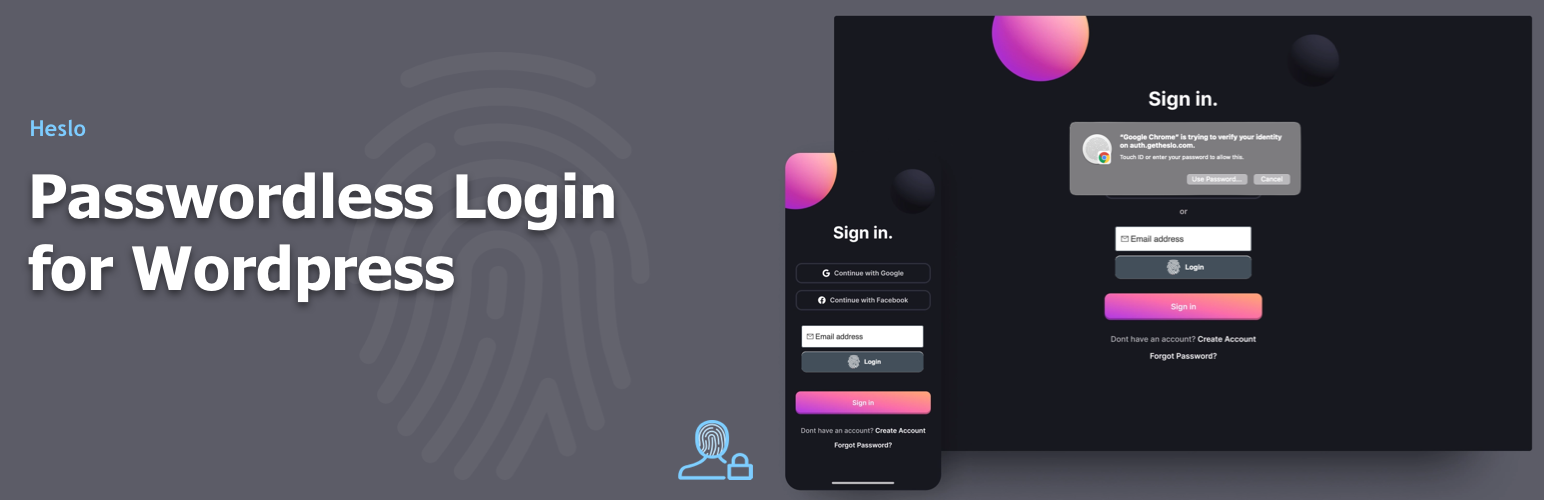 Heslo
Passwordless Login
for Wordpress
Sign in.
Continue with Google
Continue with Facebook
Email address
Login
Sign in
Dont have an account? Create Account
Forgot Password?
Sign in.
"Google Chrome" is trying to verify your identity
on auth.getheslo.com.
Touch ID or enter your password to allow this.
Use Password... Cancel
or
Email address
Login
Sign in
Dont have an account? Create Account
Forgot Password?